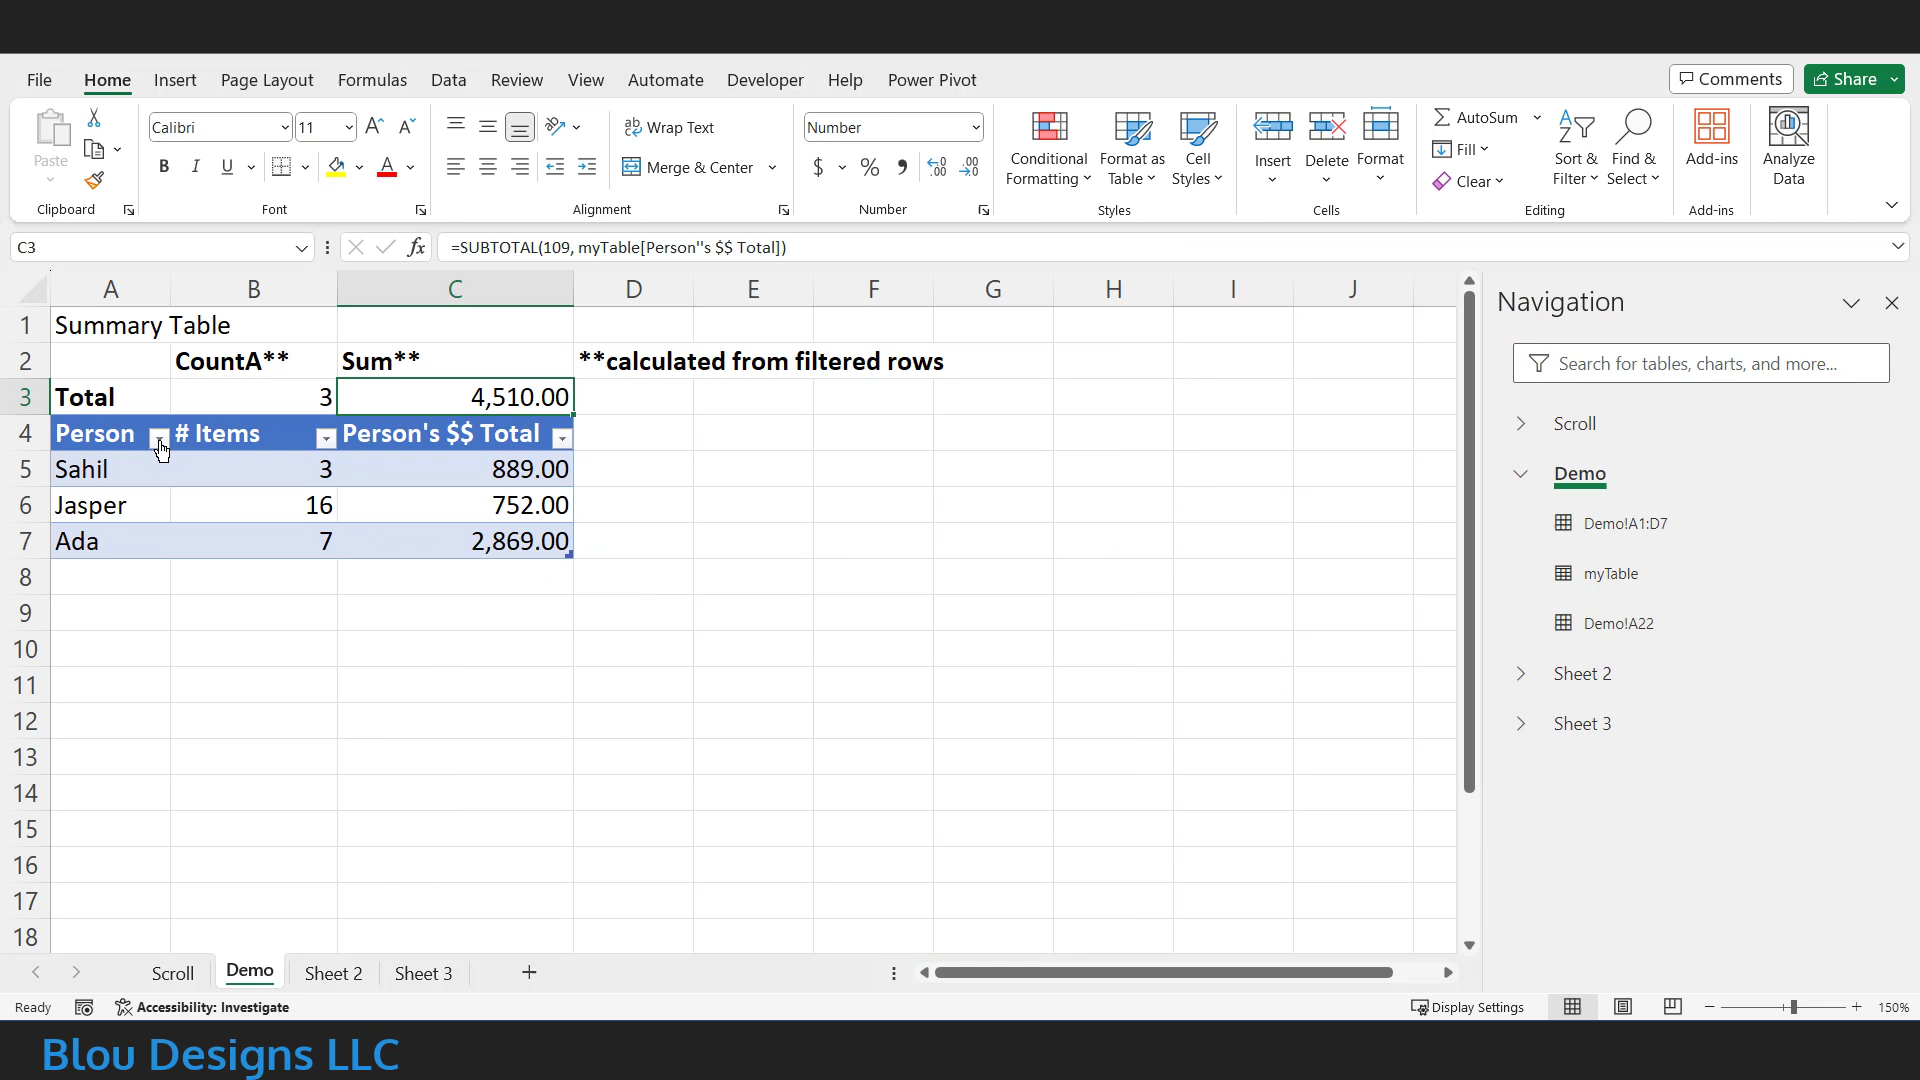 File Home Insert Page Layout Formulas Data Review View Automate Developer Help Power Pivot Comments Share
Paste Clipboard
Calibri 11 B I U A Font
Wrap Text Merge & Center Alignment
Number $ % Number
Conditional Formatting Format as Table Cell Styles Styles
Insert Delete Format Cells
AutoSum Fill Clear Sort & Filter Find & Select Editing
Add-ins Add-ins
Analyze Data
C3 fx =SUBTOTAL(109, myTable[Person''s $$ Total])
A B C D E F G H I J
1 Summary Table
2 CountA** Sum** **calculated from filtered rows
3 Total 3 4,510.00
4 Person # Items Person's $$ Total
5 Sahil 3 889.00
6 Jasper 16 752.00
7 Ada 7 2,869.00
8
9
10
11
12
13
14
15
16
17
18
Navigation
Search for tables, charts, and more...
Scroll
Demo
Demo!A1:D7
myTable
Demo!A22
Sheet 2
Sheet 3
Scroll Demo Sheet 2 Sheet 3
Ready Accessibility: Investigate Display Settings 150%
Blou Designs LLC